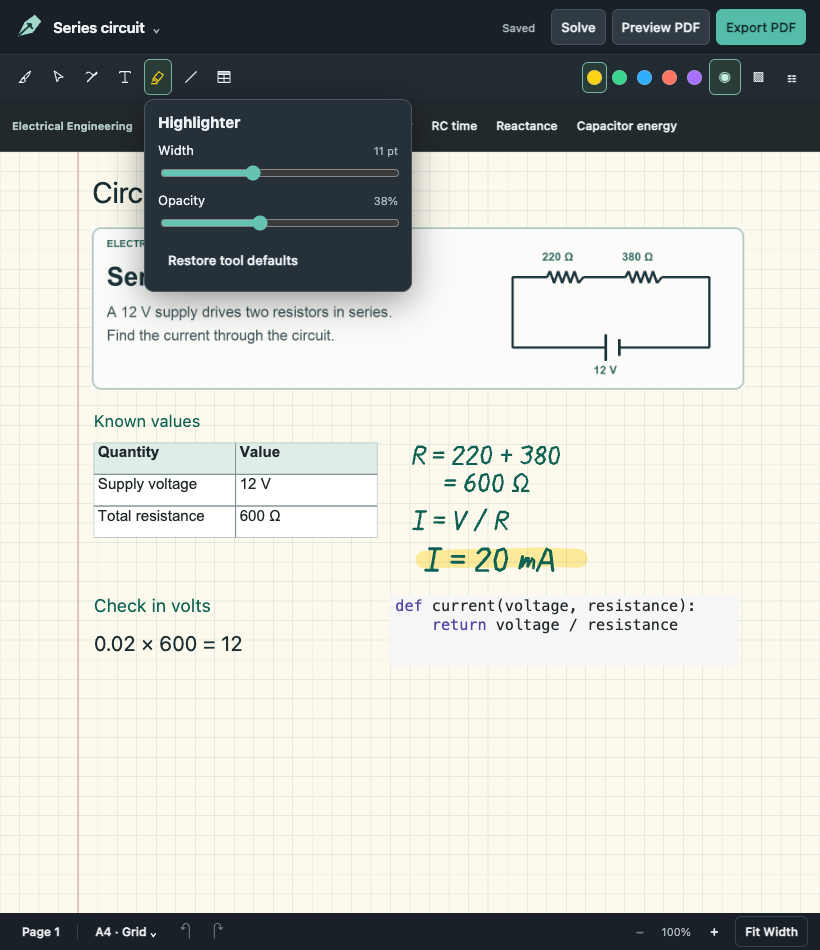 Series circuit
Saved
Solve
Preview PDF
Export PDF
Electrical Engineering
RC time
Reactance
Capacitor energy
Highlighter
Width
11 pt
Opacity
38%
Restore tool defaults
A 12 V supply drives two resistors in series.
Find the current through the circuit.
220 Ω
380 Ω
12 V
Known values
Quantity Value
Supply voltage 12 V
Total resistance 600 Ω
R = 220 + 380
= 600 Ω
I = V / R
I = 20 mA
Check in volts
0.02 × 600 = 12
def current(voltage, resistance):
return voltage / resistance
Page 1
A4 · Grid
100%
Fit Width